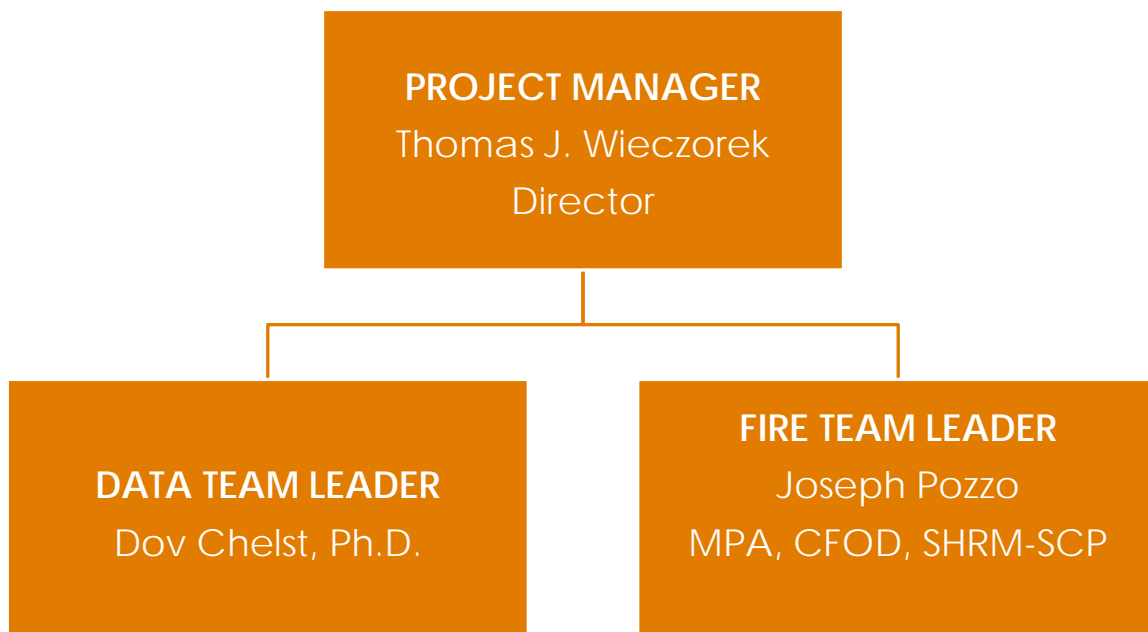 PROJECT MANAGER
Thomas J. Wieczorek
Director
DATA TEAM LEADER
Dov Chelst, Ph.D.
FIRE TEAM LEADER
Joseph Pozzo
MPA, CFOD, SHRM-SCP